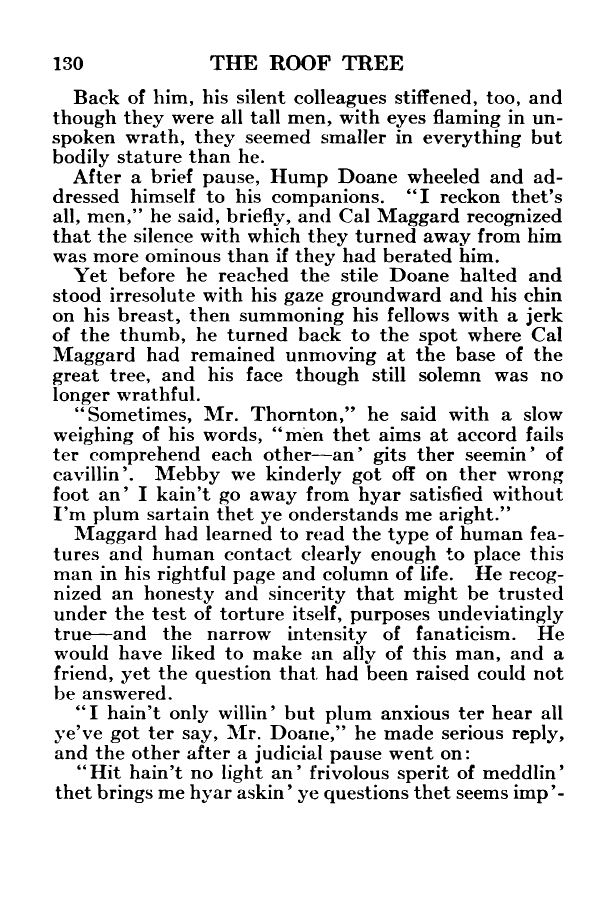 130 THE ROOF TREE
Back of him, his silent colleagues stiffened, too, and
though they were all tall men, with eyes flaming in un-
spoken wrath, they seemed smaller in everything but
bodily stature than he.
After a brief pause, Hump Doane wheeled and ad-
dressed himself to his companions. "I reckon thet's
all, men," he said, briefly, and Cal Maggard recognized
that the silence with which they turned away from him
was more ominous than if they had berated him.
Yet before he reached the stile Doane halted and
stood irresolute with his gaze groundward and his chin
on his breast, then summoning his fellows with a jerk
of the thumb, he turned back to the spot where Cal
Maggard had remained unmoving at the base of the
great tree, and his face though still solemn was no
longer wrathful.
"Sometimes, Mr. Thornton," he said with a slow
weighing of his words, "men thet aims at accord fails
ter comprehend each other—an' gits ther seemin' of
cavillin'. Mebby we kinderly got off on ther wrong
foot an' I kain't go away from hyar satisfied without
I'm plum sartain thet ye onderstands me aright."
Maggard had learned to read the type of human fea-
tures and human contact clearly enough to place this
man in his rightful page and column of life. He recog-
nized an honesty and sincerity that might be trusted
under the test of torture itself, purposes undeviatingly
true—and the narrow intensity of fanaticism. He
would have liked to make an ally of this man, and a
friend, yet the question that had been raised could not
be answered.
"I hain't only willin' but plum anxious ter hear all
ye've got ter say, Mr. Doane," he made serious reply,
and the other after a judicial pause went on:
"Hit hain't no light an' frivolous sperit of meddlin'
thet brings me hyar askin' ye questions thet seems imp'-